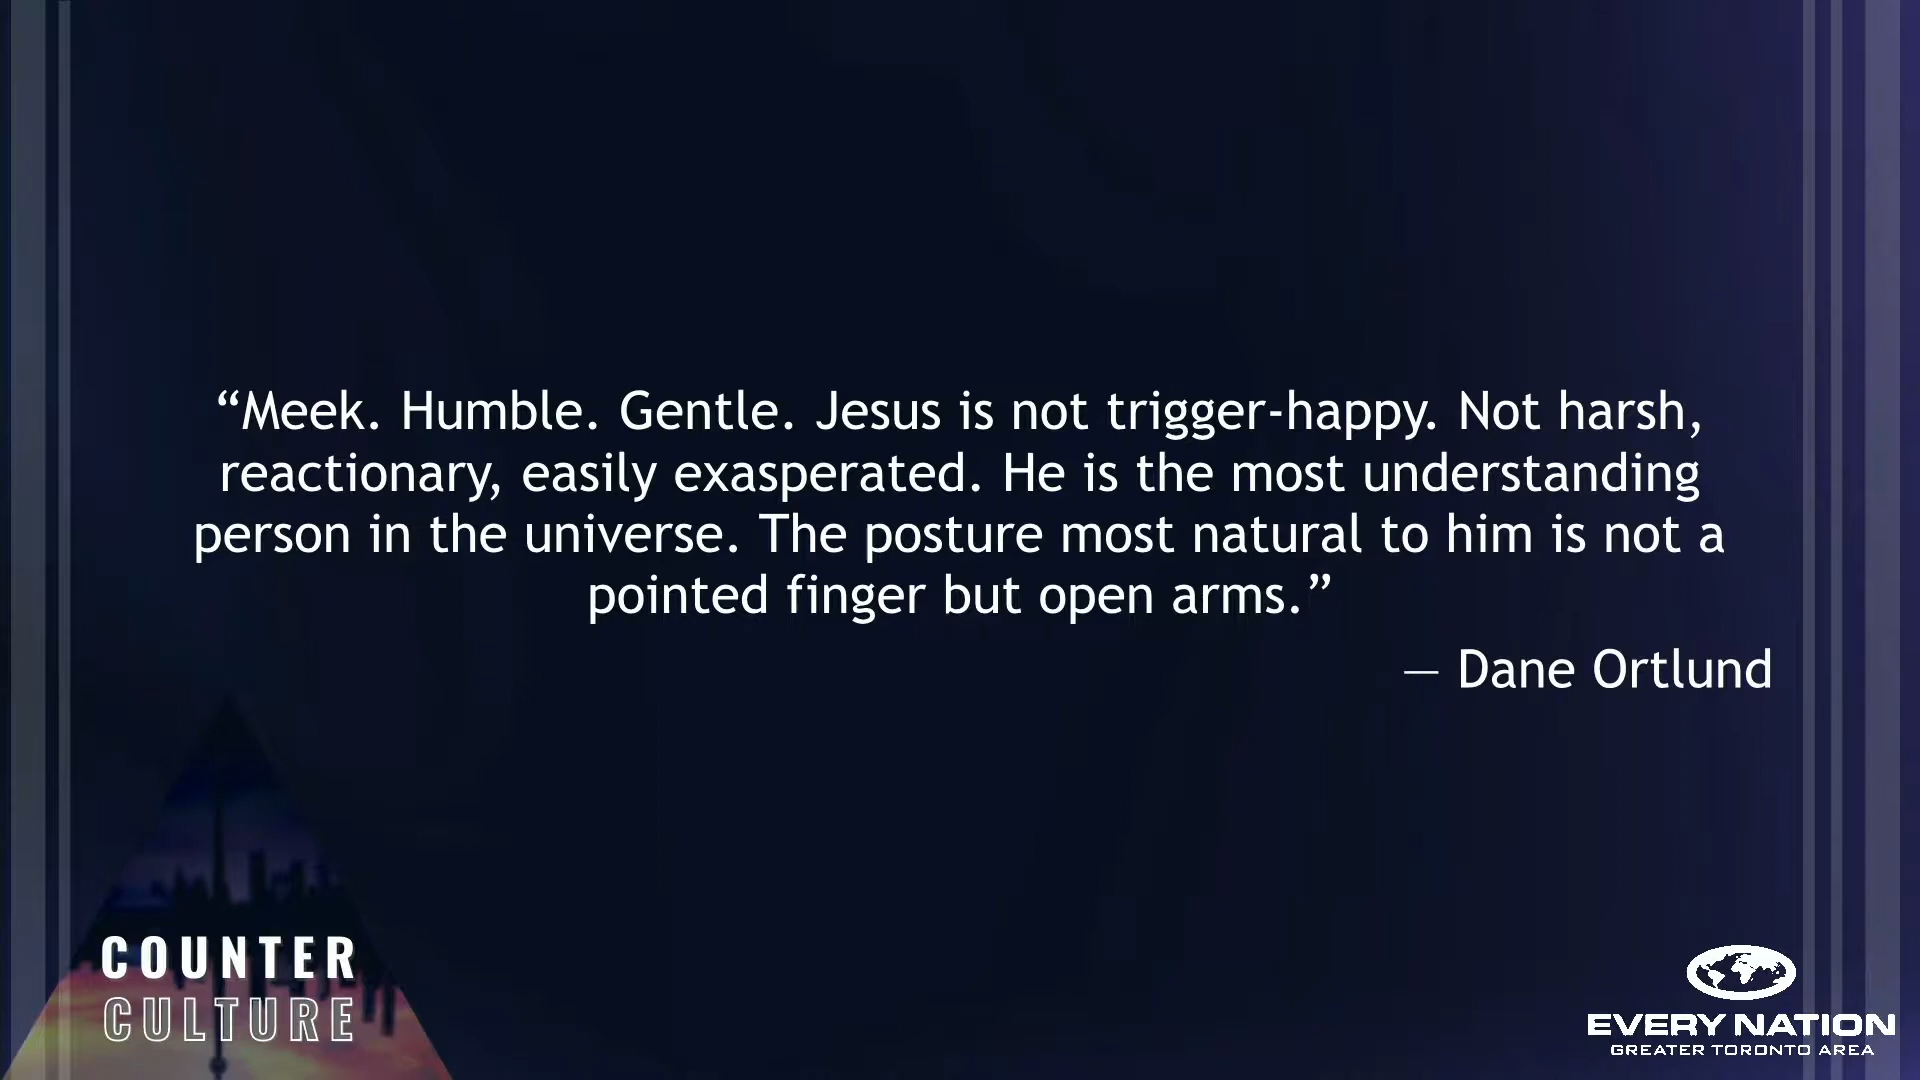 “Meek. Humble. Gentle. Jesus is not trigger-happy. Not harsh,
reactionary, easily exasperated. He is the most understanding
person in the universe. The posture most natural to him is not a
pointed finger but open arms.”
— Dane Ortlund
COUNTER
CULTURE
EVERY NATION
GREATER TORONTO AREA